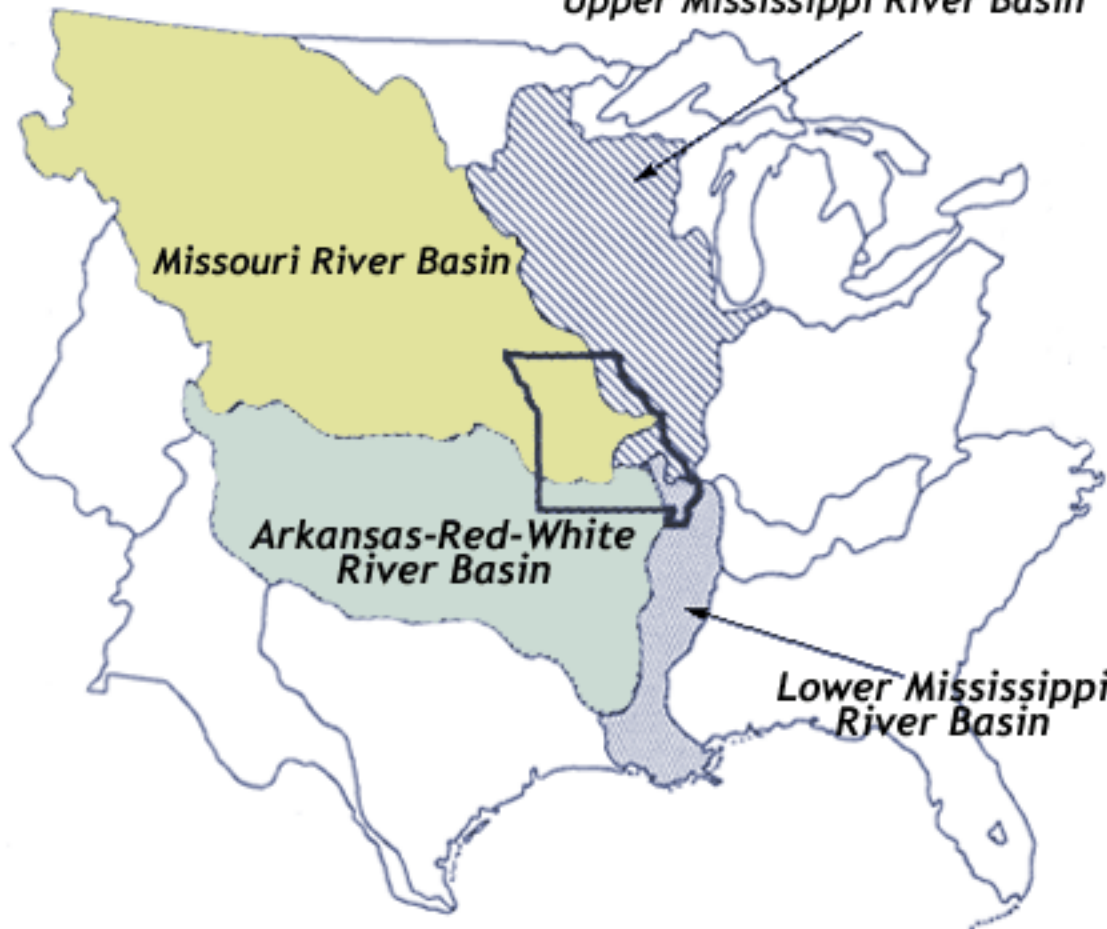 Upper Mississippi River Basin
Missouri River Basin
Arkansas-Red-White
River Basin
Lower Mississippi
River Basin